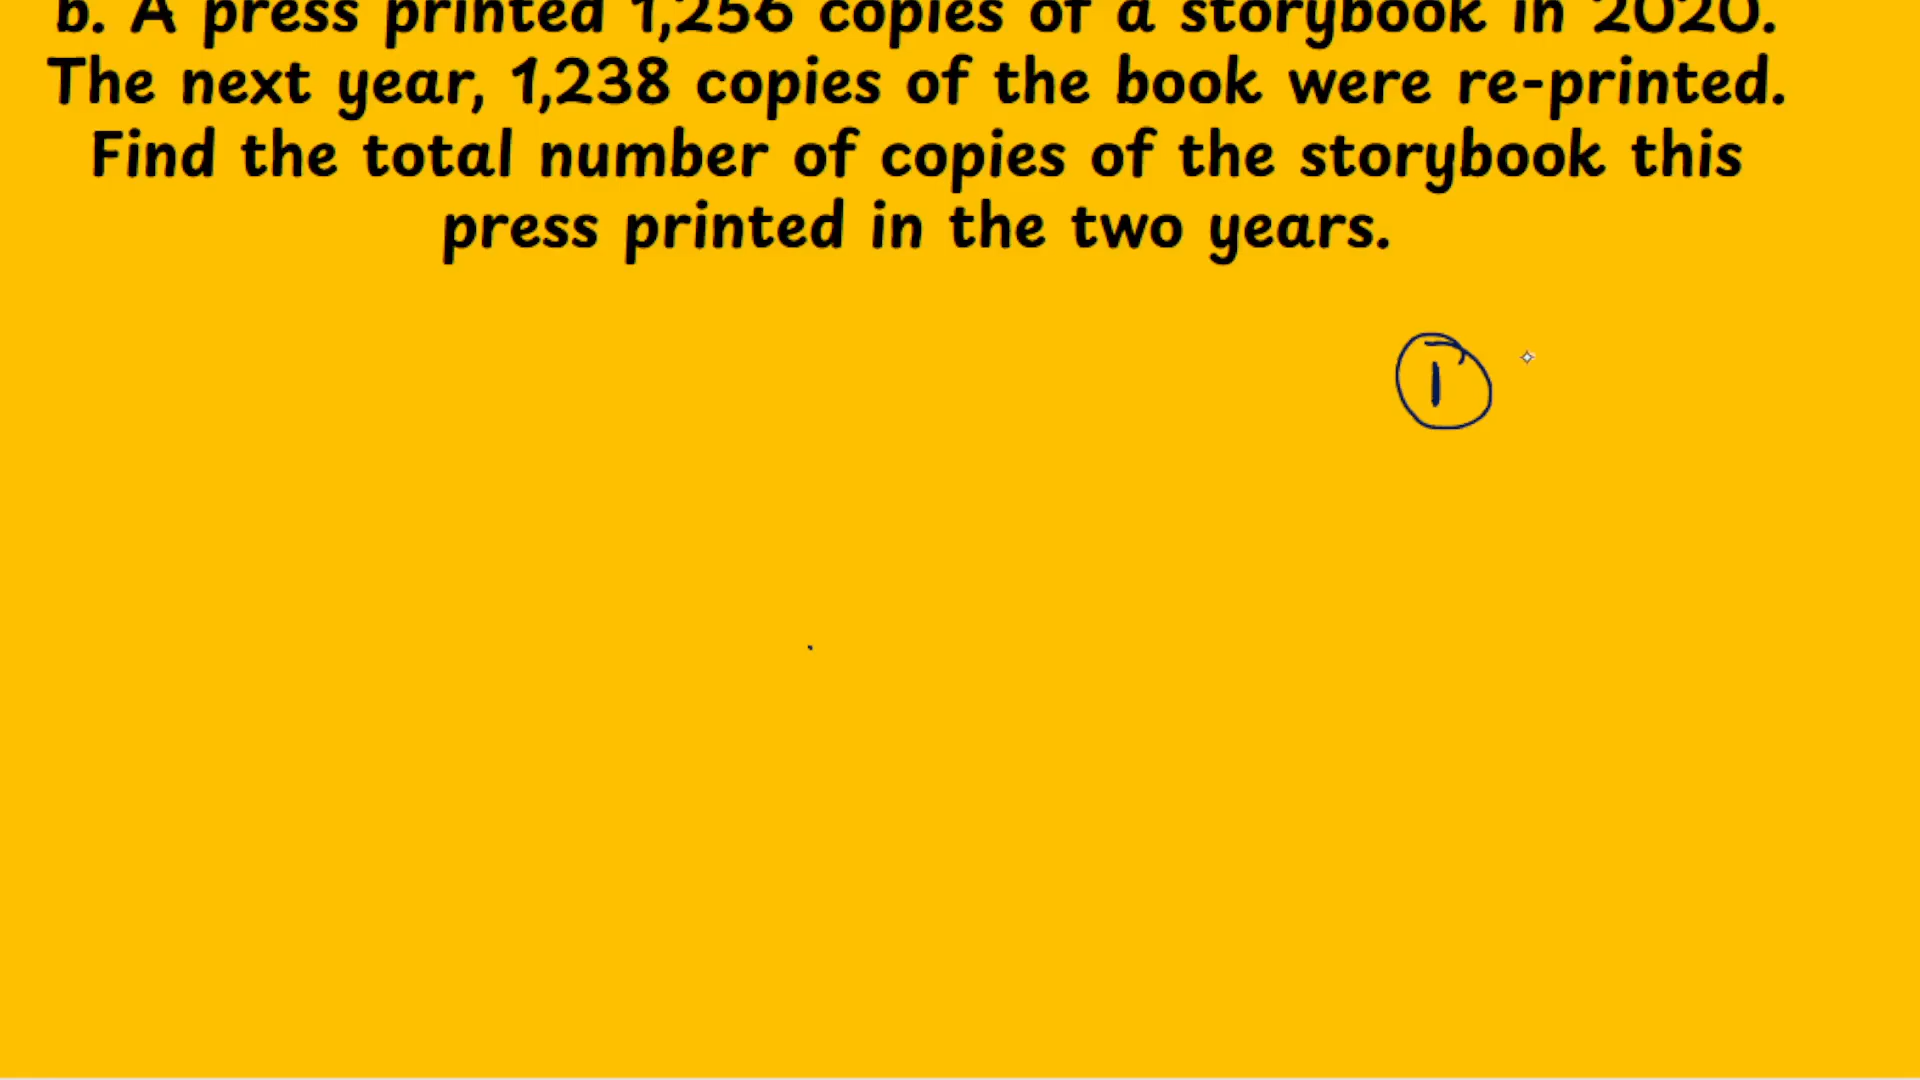 b. A press printed 1,256 copies of a storybook in 2020.
The next year, 1,238 copies of the book were re-printed.
Find the total number of copies of the storybook this
press printed in the two years.
1